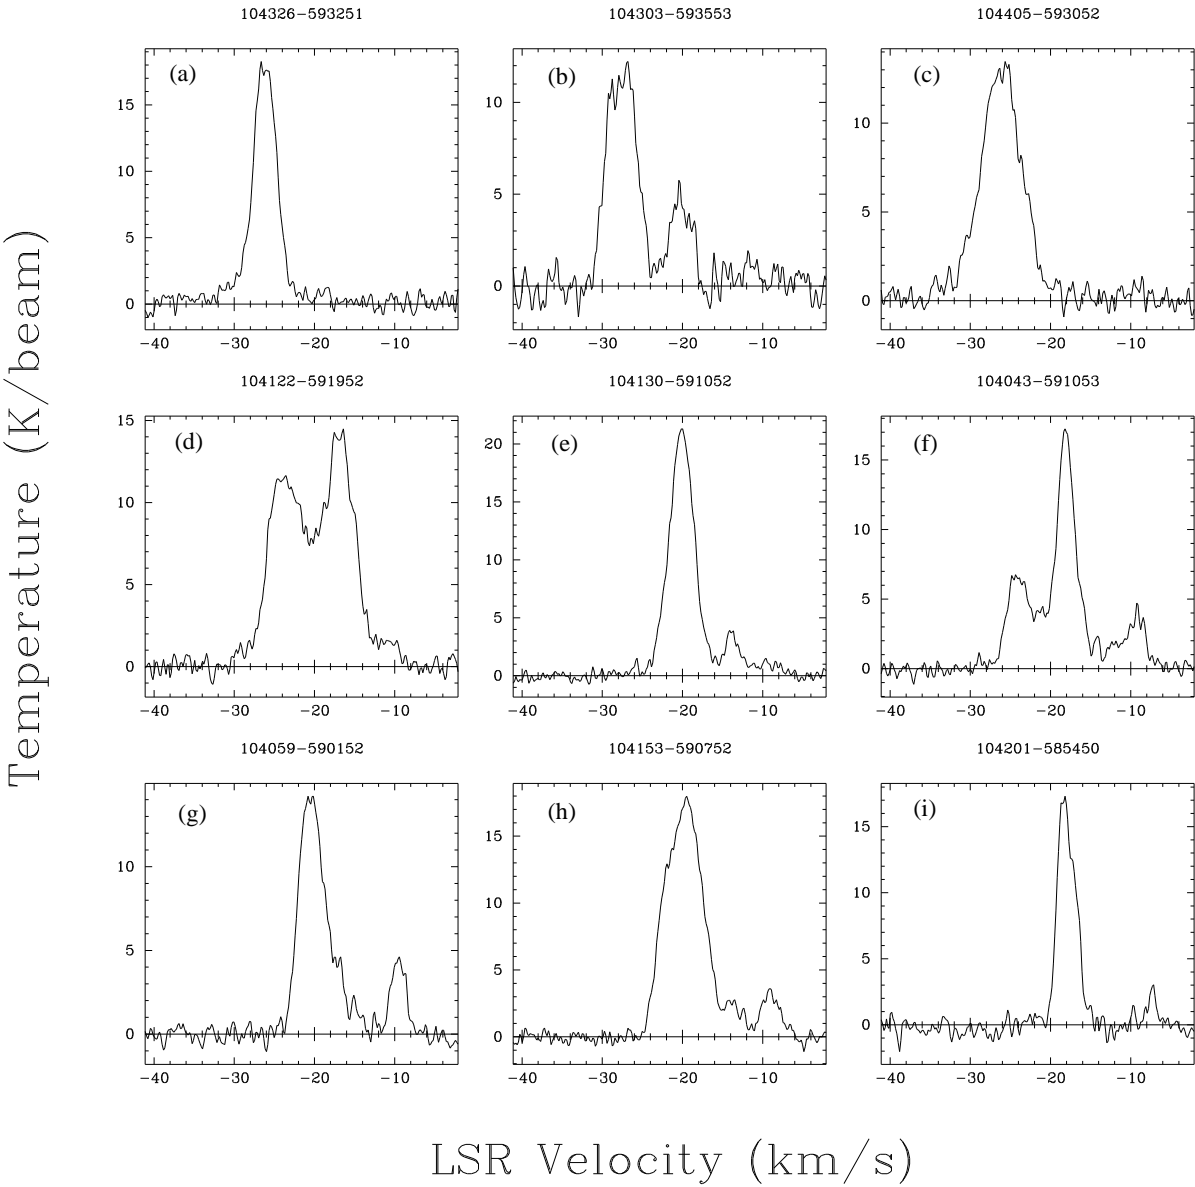 104326-593251
104303-593553
104405-593052
(a)
(b)
(c)
15
10
5
0
10
5
0
10
5
0
-40 -30 -20 -10
-40 -30 -20 -10
-40 -30 -20 -10
104122-591952
104130-591052
104043-591053
(d)
(e)
(f)
15
10
5
0
20
15
10
5
0
15
10
5
0
-40 -30 -20 -10
-40 -30 -20 -10
-40 -30 -20 -10
104059-590152
104153-590752
104201-585450
(g)
(h)
(i)
10
5
0
15
10
5
0
15
10
5
0
-40 -30 -20 -10
-40 -30 -20 -10
-40 -30 -20 -10
Temperature (K/beam)
LSR Velocity (km/s)